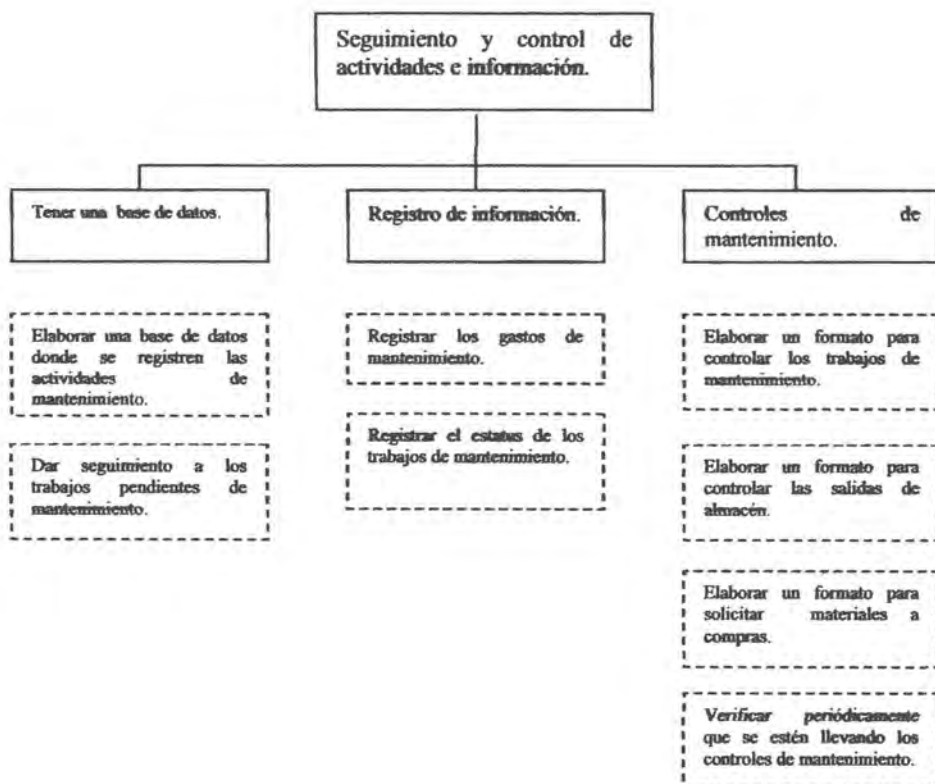 Seguimiento y control de
actividades e información.
Tener una base de datos.
Registro de información.
Controles de
mantenimiento.
Elaborar una base de datos
donde se registren las
actividades de
mantenimiento.
Dar seguimiento a los
trabajos pendientes de
mantenimiento.
Registrar los gastos de
mantenimiento.
Registrar el estatus de los
trabajos de mantenimiento.
Elaborar un formato para
controlar los trabajos de
mantenimiento.
Elaborar un formato para
controlar las salidas de
almacén.
Elaborar un formato para
solicitar materiales a
compras.
Verificar periódicamente
que se estén llevando los
controles de mantenimiento.